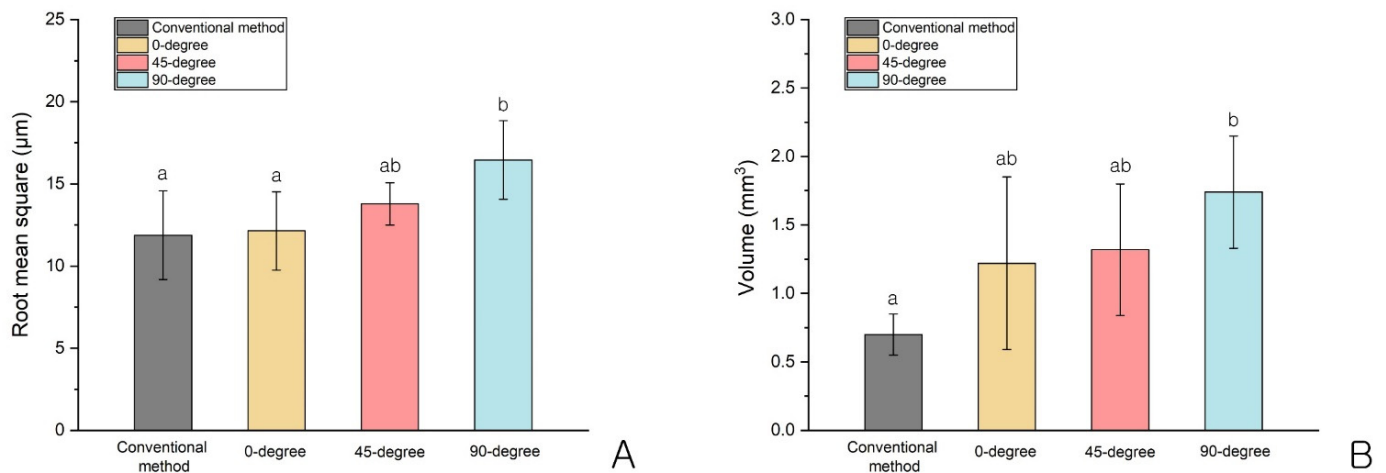 25
20
15
10
5
0
Root mean square (μm)
Conventional method
0-degree
45-degree
90-degree
a
a
ab
b
Conventional
method
0-degree
45-degree
90-degree
A
3.0
2.5
2.0
1.5
1.0
0.5
0.0
Volume (mm³)
Conventional method
0-degree
45-degree
90-degree
a
ab
ab
b
Conventional
method
0-degree
45-degree
90-degree
B